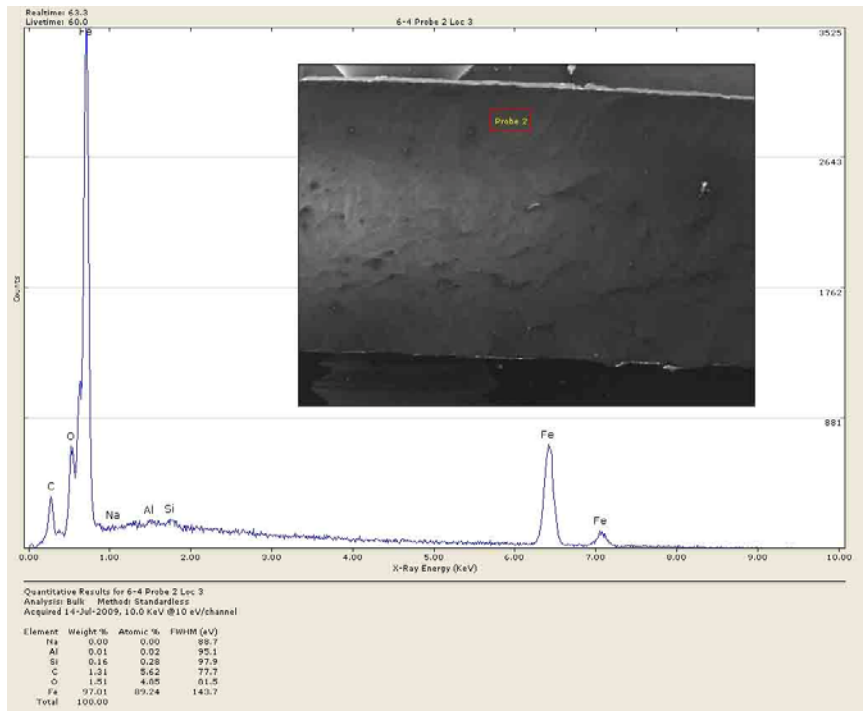 Realtime: 63.3
Livetime: 60.0
6-4 Probe 2 Loc 3
Fe
3525
Probe 2
2643
1762
Counts
881
Fe
O
C
Na Al Si
Fe
0.00 1.00 2.00 3.00 4.00 5.00 6.00 7.00 8.00 9.00 10.00
X-Ray Energy (KeV)
Quantitative Results for 6-4 Probe 2 Loc 3
Analysis: Bulk Method: Standardless
Acquired 14-Jul-2009, 10.0 KeV @10 eV/channel
Element Weight % Atomic % FWHM (eV)
Na 0.00 0.00 88.7
Al 0.01 0.02 95.1
Si 0.16 0.28 97.9
C 1.31 5.62 77.7
O 1.51 4.85 81.5
Fe 97.01 89.24 143.7
Total 100.00